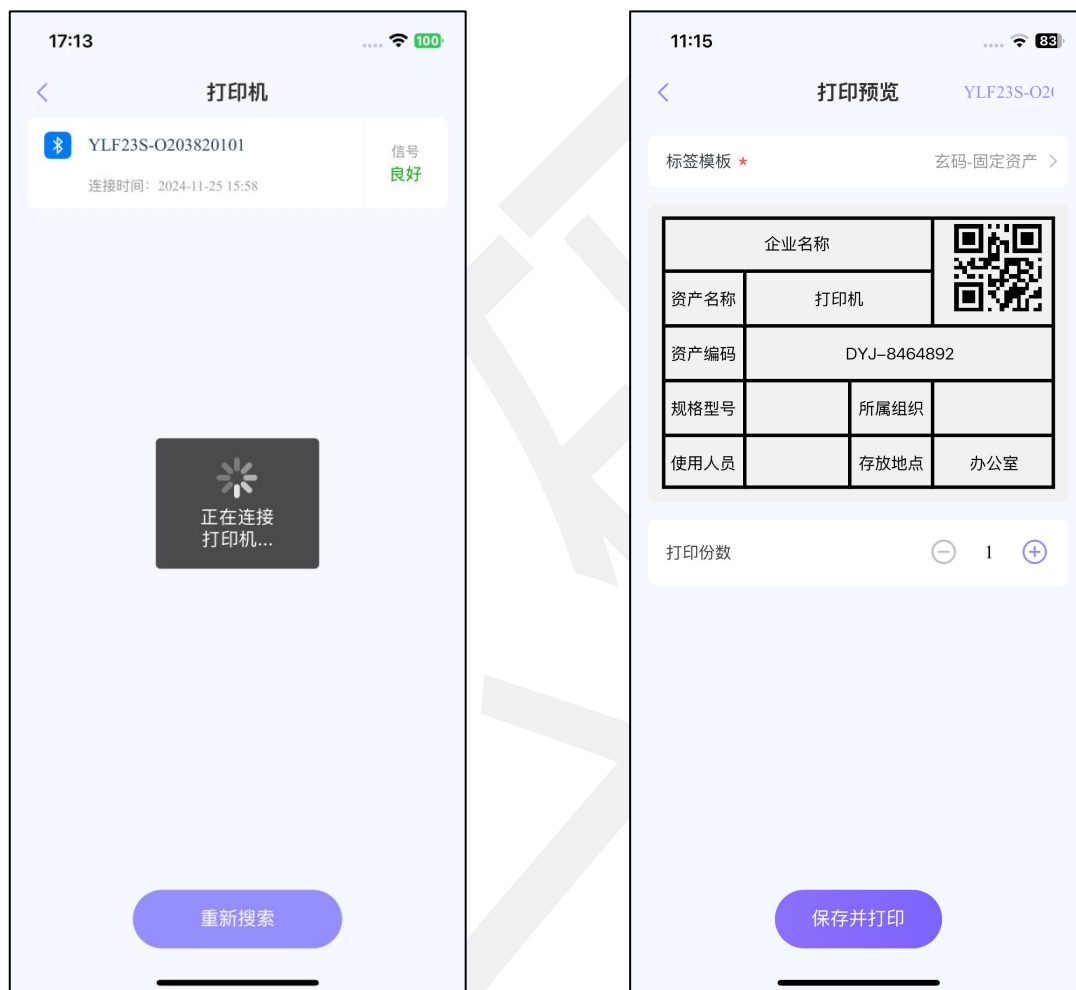 17:13
100
打印机
YLF23S-O203820101
连接时间：2024-11-25 15:58
信号
良好
正在连接
打印机...
重新搜索
11:15
83
打印预览
YLF23S-O20
标签模板 *
玄码-固定资产
企业名称
资产名称
打印机
资产编码
DYJ-8464892
规格型号
所属组织
使用人员
存放地点
办公室
打印份数
1
保存并打印